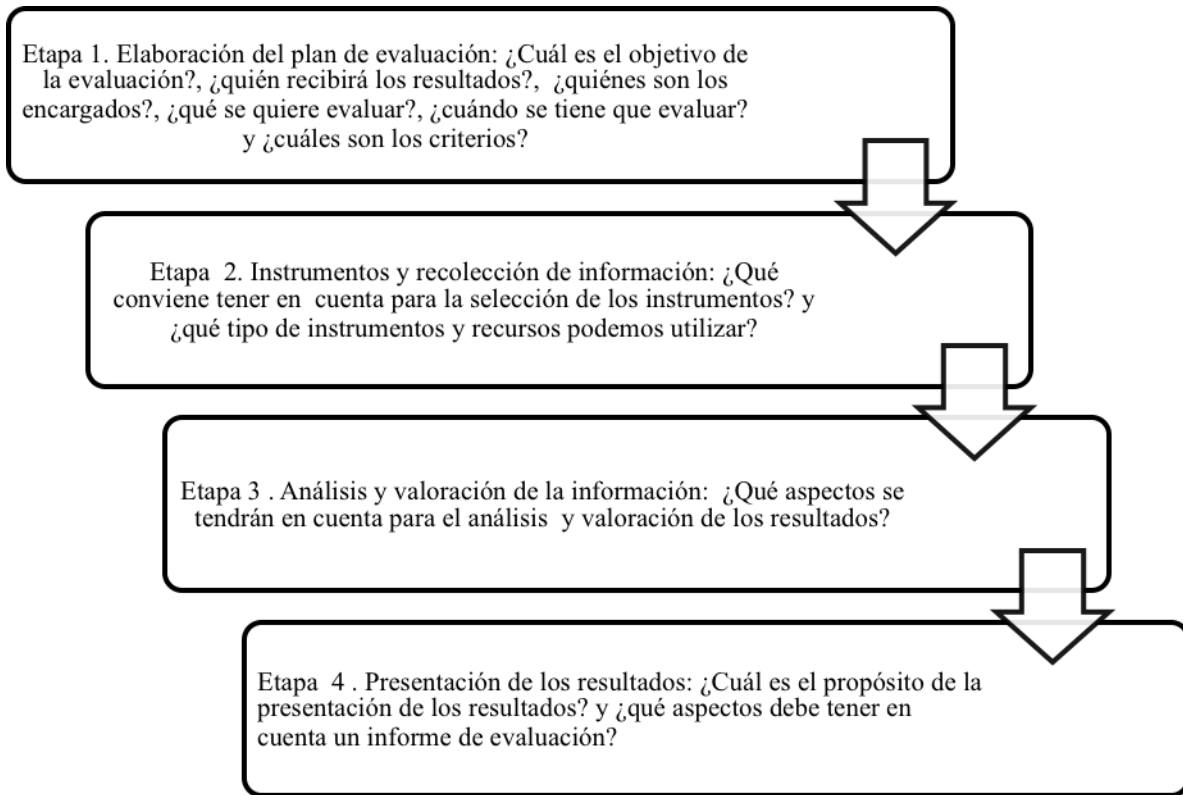 Etapa 1. Elaboración del plan de evaluación: ¿Cuál es el objetivo de
la evaluación?, ¿quién recibirá los resultados?, ¿quiénes son los
encargados?, ¿qué se quiere evaluar?, ¿cuándo se tiene que evaluar?
y ¿cuáles son los criterios?
Etapa 2. Instrumentos y recolección de información: ¿Qué
conviene tener en cuenta para la selección de los instrumentos? y
¿qué tipo de instrumentos y recursos podemos utilizar?
Etapa 3 . Análisis y valoración de la información: ¿Qué aspectos se
tendrán en cuenta para el análisis y valoración de los resultados?
Etapa 4 . Presentación de los resultados: ¿Cuál es el propósito de la
presentación de los resultados? y ¿qué aspectos debe tener en
cuenta un informe de evaluación?